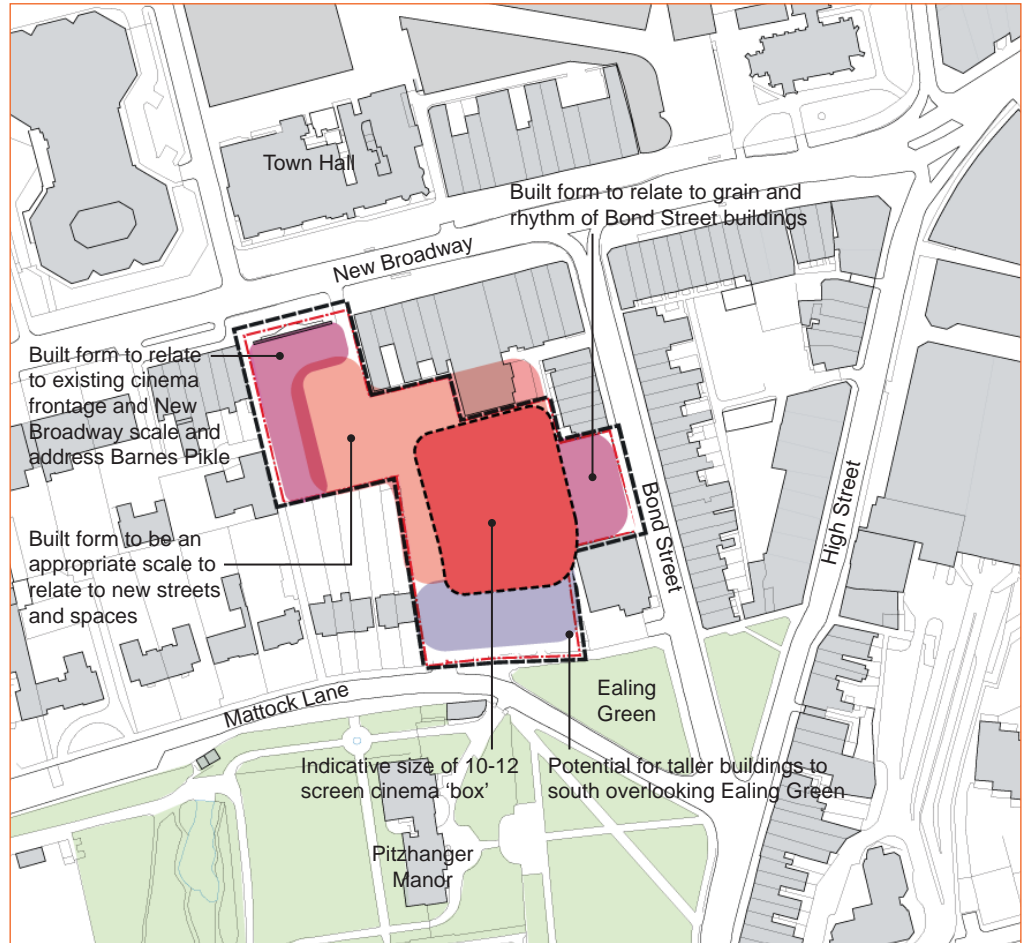 Town Hall
Built form to relate to grain and
rhythm of Bond Street buildings
New Broadway
Built form to relate
to existing cinema
frontage and New
Broadway scale and
address Barnes Pikle
Bond Street
High Street
Built form to be an
appropriate scale to
relate to new streets
and spaces
Mattock Lane
Ealing
Green
Indicative size of 10-12
screen cinema ‘box’
Potential for taller buildings to
south overlooking Ealing Green
Pitzhanger
Manor